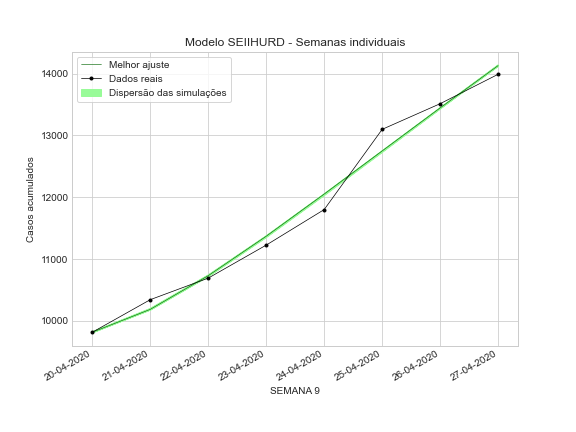 Modelo SEIIHURD - Semanas individuais
Melhor ajuste
Dados reais
Dispersão das simulações
Casos acumulados
14000
13000
12000
11000
10000
20-04-2020
21-04-2020
22-04-2020
23-04-2020
24-04-2020
25-04-2020
26-04-2020
27-04-2020
SEMANA 9